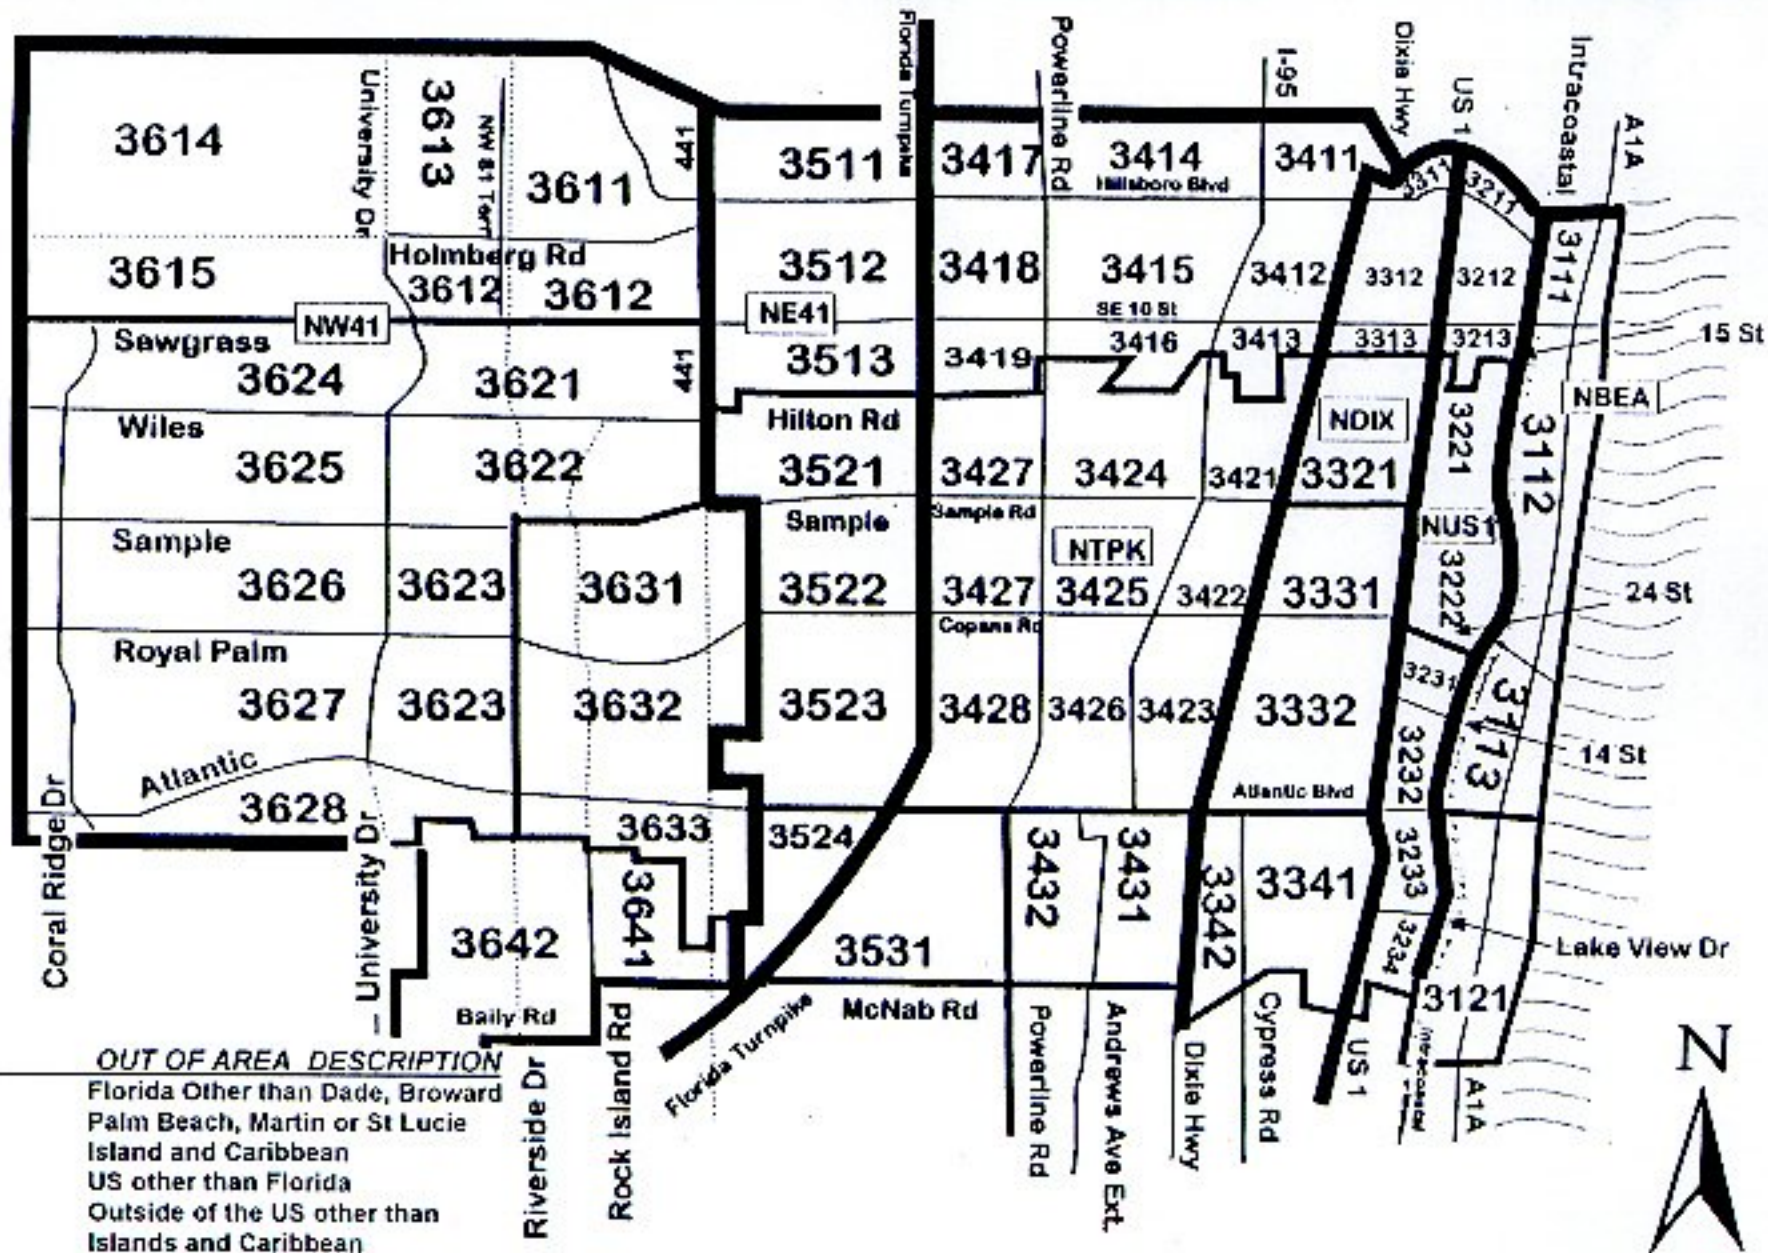 Florida Turnpike
Powerline Rd
I-95
Dixie Hwy
US 1
Intracoastal
A1A
3614
University Dr
3613
NW 81 Terr
3611
441
3511
3417
3414
Hillsboro Blvd
3411
3311
3211
3111
3615
Holmberg Rd
3612
3612
3512
3418
3415
3412
3312
3212
NW41
NE41
SE 10 St
Sawgrass
3624
3621
441
3513
3419
3416
3413
3313
3213
15 St
NBEA
Wiles
3625
3622
Hilton Rd
3521
3427
3424
3421
NDIX
3321
3221
3112
Sample
3626
3623
3631
Sample
3522
Sample Rd
NTPK
3427
3425
3422
3331
NUS1
3222
24 St
Royal Palm
3627
3623
3632
3523
Copans Rd
3428
3426
3423
3332
3231
3113
3232
14 St
Atlantic
3628
3633
3524
Atlantic Blvd
3432
3431
3342
3341
3233
3234
Lake View Dr
Coral Ridge Dr
University Dr
3642
3641
3531
3121
Baily Rd
McNab Rd
Florida Turnpike
Riverside Dr
Rock Island Rd
Powerline Rd
Andrews Ave Ext.
Dixie Hwy
Cypress Rd
US 1
Intracoastal
A1A
N
OUT OF AREA DESCRIPTION
Florida Other than Dade, Broward
Palm Beach, Martin or St Lucie
Island and Caribbean
US other than Florida
Outside of the US other than
Islands and Caribbean